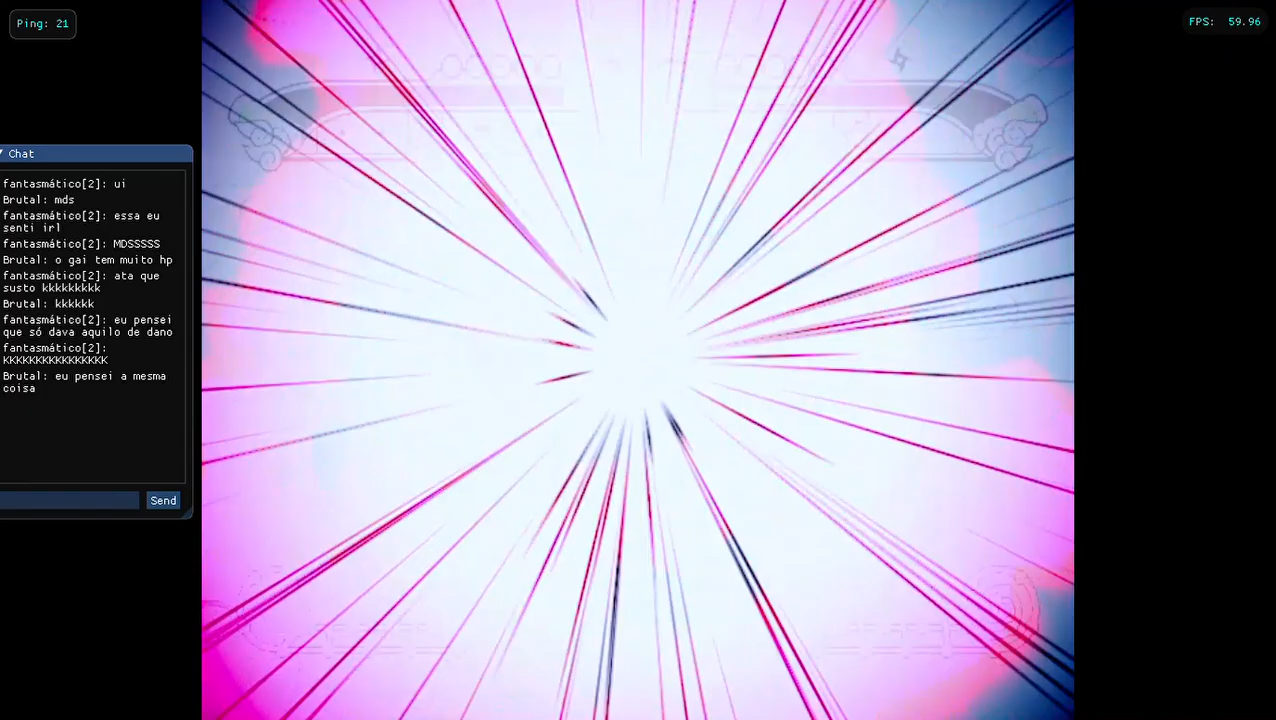 Ping: 21
FPS: 59.96
Chat
fantasmático[2]: ui
Brutal: mds
fantasmático[2]: essa eu
senti irl
fantasmático[2]: MDSSSSS
Brutal: o gai tem muito hp
fantasmático[2]: ata que
susto kkkkkkkkk
Brutal: kkkkkk
fantasmático[2]: eu pensei
que só dava aquilo de dano
fantasmático[2]:
KKKKKKKKKKKKKKKK
Brutal: eu pensei a mesma
coisa
Send